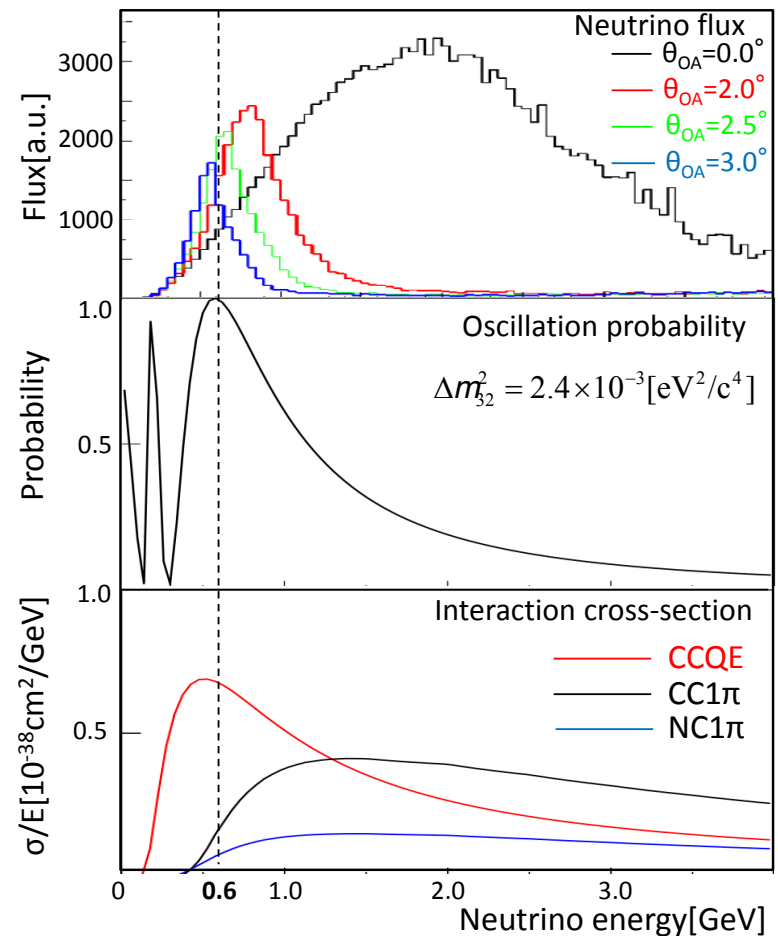 Neutrino flux
θOA=0.0°
θOA=2.0°
θOA=2.5°
θOA=3.0°
Flux[a.u.]
3000
2000
1000
Oscillation probability
Δm²₃₂ = 2.4×10⁻³[eV²/c⁴]
Probability
1.0
0.5
Interaction cross-section
CCQE
CC1π
NC1π
σ/E[10⁻³⁸cm²/GeV]
1.0
0.5
0 0.6 1.0 2.0 3.0
Neutrino energy[GeV]